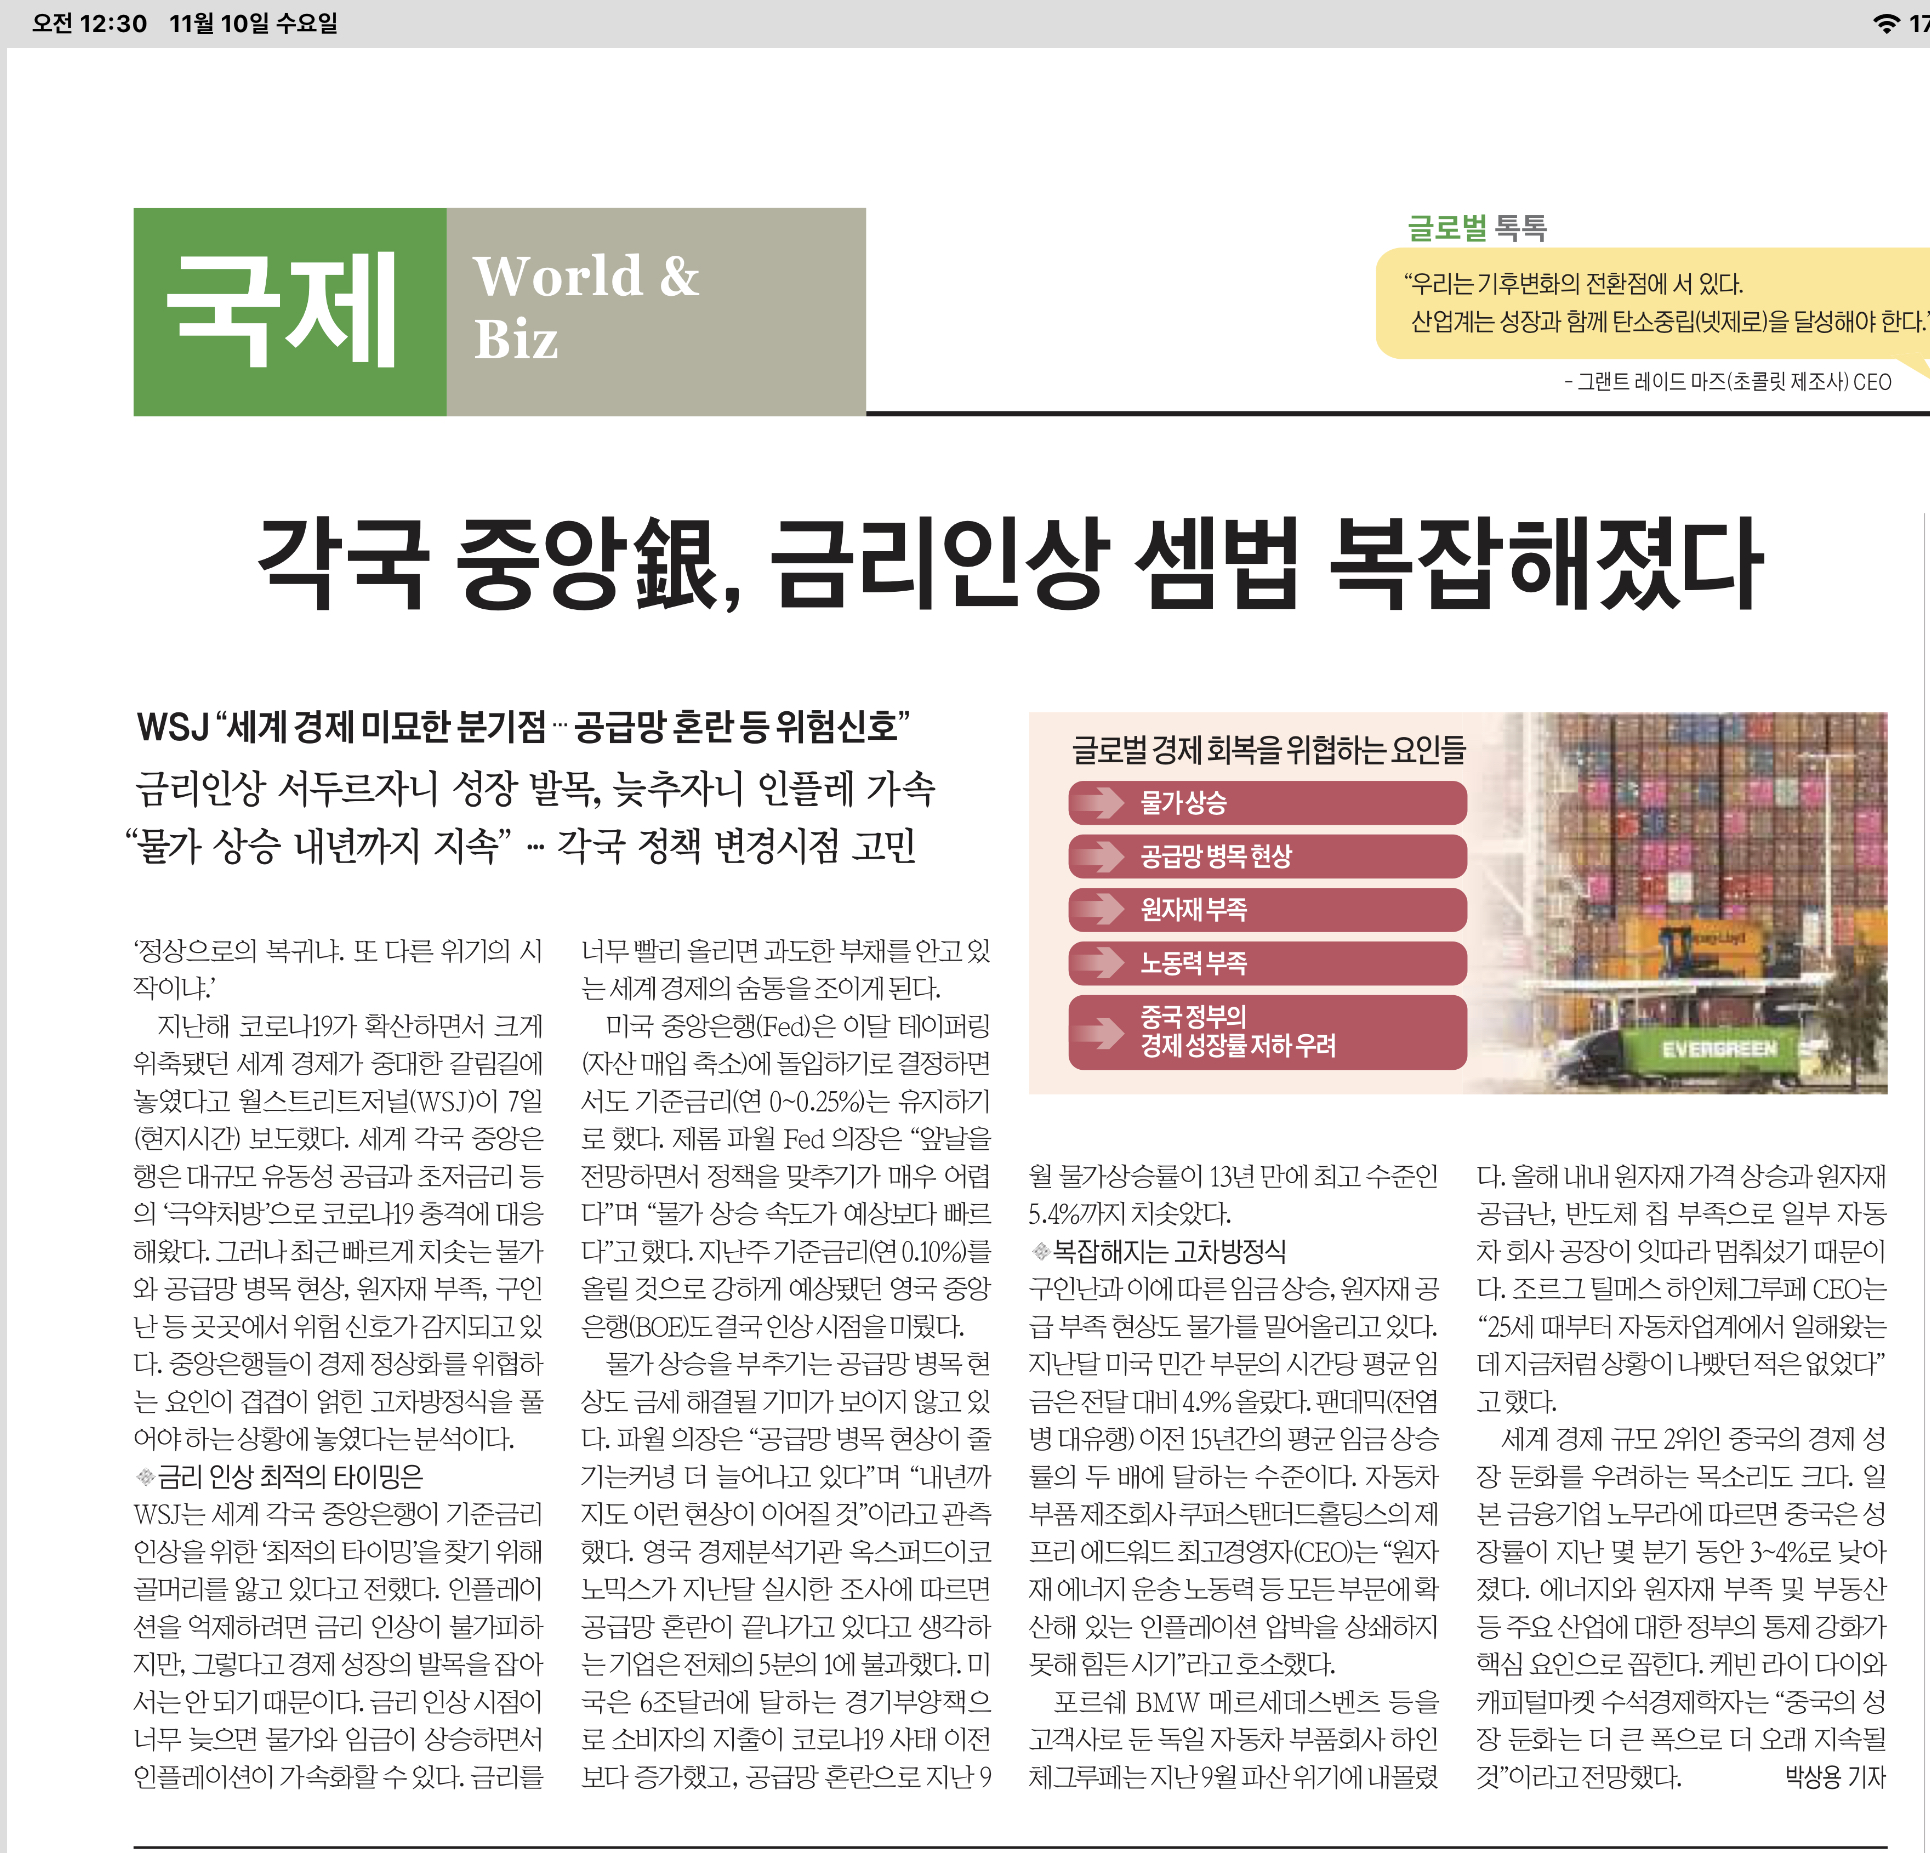 오전 12:30 11월 10일 수요일
국제
World &
Biz
글로벌 톡톡
“우리는 기후변화의 전환점에 서 있다.
산업계는 성장과 함께 탄소중립(넷제로)을 달성해야 한다.”
- 그랜트 레이드 마즈(초콜릿 제조사) CEO
각국 중앙銀, 금리인상 셈법 복잡해졌다
WSJ “세계 경제 미묘한 분기점 … 공급망 혼란 등 위험신호”
금리인상 서두르자니 성장 발목, 늦추자니 인플레 가속
“물가 상승 내년까지 지속” … 각국 정책 변경시점 고민
글로벌 경제 회복을 위협하는 요인들
물가 상승
공급망 병목 현상
원자재 부족
노동력 부족
중국 정부의
경제 성장률 저하 우려
EVERGREEN
‘정상으로의 복귀냐. 또 다른 위기의 시
작이냐.’
지난해 코로나19가 확산하면서 크게
위축됐던 세계 경제가 중대한 갈림길에
놓였다고 월스트리트저널(WSJ)이 7일
(현지시간) 보도했다. 세계 각국 중앙은
행은 대규모 유동성 공급과 초저금리 등
의 ‘극약처방’으로 코로나19 충격에 대응
해왔다. 그러나 최근 빠르게 치솟는 물가
와 공급망 병목 현상, 원자재 부족, 구인
난 등 곳곳에서 위험 신호가 감지되고 있
다. 중앙은행들이 경제 정상화를 위협하
는 요인이 겹겹이 얽힌 고차방정식을 풀
어야 하는 상황에 놓였다는 분석이다.
◈금리 인상 최적의 타이밍은
WSJ는 세계 각국 중앙은행이 기준금리
인상을 위한 ‘최적의 타이밍’을 찾기 위해
골머리를 앓고 있다고 전했다. 인플레이
션을 억제하려면 금리 인상이 불가피하
지만, 그렇다고 경제 성장의 발목을 잡아
서는 안 되기 때문이다. 금리 인상 시점이
너무 늦으면 물가와 임금이 상승하면서
인플레이션이 가속화할 수 있다. 금리를
너무 빨리 올리면 과도한 부채를 안고 있
는 세계 경제의 숨통을 조이게 된다.
미국 중앙은행(Fed)은 이달 테이퍼링
(자산 매입 축소)에 돌입하기로 결정하면
서도 기준금리(연 0~0.25%)는 유지하기
로 했다. 제롬 파월 Fed 의장은 “앞날을
전망하면서 정책을 맞추기가 매우 어렵
다”며 “물가 상승 속도가 예상보다 빠르
다”고 했다. 지난주 기준금리(연 0.10%)를
올릴 것으로 강하게 예상됐던 영국 중앙
은행(BOE)도 결국 인상 시점을 미뤘다.
물가 상승을 부추기는 공급망 병목 현
상도 금세 해결될 기미가 보이지 않고 있
다. 파월 의장은 “공급망 병목 현상이 줄
기는커녕 더 늘어나고 있다”며 “내년까
지도 이런 현상이 이어질 것”이라고 관측
했다. 영국 경제분석기관 옥스퍼드이코
노믹스가 지난달 실시한 조사에 따르면
공급망 혼란이 끝나가고 있다고 생각하
는 기업은 전체의 5분의 1에 불과했다. 미
국은 6조달러에 달하는 경기부양책으
로 소비자의 지출이 코로나19 사태 이전
보다 증가했고, 공급망 혼란으로 지난 9
월 물가상승률이 13년 만에 최고 수준인
5.4%까지 치솟았다.
◈복잡해지는 고차방정식
구인난과 이에 따른 임금 상승, 원자재 공
급 부족 현상도 물가를 밀어올리고 있다.
지난달 미국 민간 부문의 시간당 평균 임
금은 전달 대비 4.9% 올랐다. 팬데믹(전염
병 대유행) 이전 15년간의 평균 임금 상승
률의 두 배에 달하는 수준이다. 자동차
부품 제조회사 쿠퍼스탠더드홀딩스의 제
프리 에드워드 최고경영자(CEO)는 “원자
재 에너지 운송 노동력 등 모든 부문에 확
산해 있는 인플레이션 압박을 상쇄하지
못해 힘든 시기”라고 호소했다.
포르쉐 BMW 메르세데스벤츠 등을
고객사로 둔 독일 자동차 부품회사 하인
체그루페는 지난 9월 파산 위기에 내몰렸
다. 올해 내내 원자재 가격 상승과 원자재
공급난, 반도체 칩 부족으로 일부 자동
차 회사 공장이 잇따라 멈춰섰기 때문이
다. 조르그 틸메스 하인체그루페 CEO는
“25세 때부터 자동차업계에서 일해왔는
데 지금처럼 상황이 나빴던 적은 없었다”
고 했다.
세계 경제 규모 2위인 중국의 경제 성
장 둔화를 우려하는 목소리도 크다. 일
본 금융기업 노무라에 따르면 중국은 성
장률이 지난 몇 분기 동안 3~4%로 낮아
졌다. 에너지와 원자재 부족 및 부동산
등 주요 산업에 대한 정부의 통제 강화가
핵심 요인으로 꼽힌다. 케빈 라이 다이와
캐피털마켓 수석경제학자는 “중국의 성
장 둔화는 더 큰 폭으로 더 오래 지속될
것”이라고 전망했다. 박상용 기자